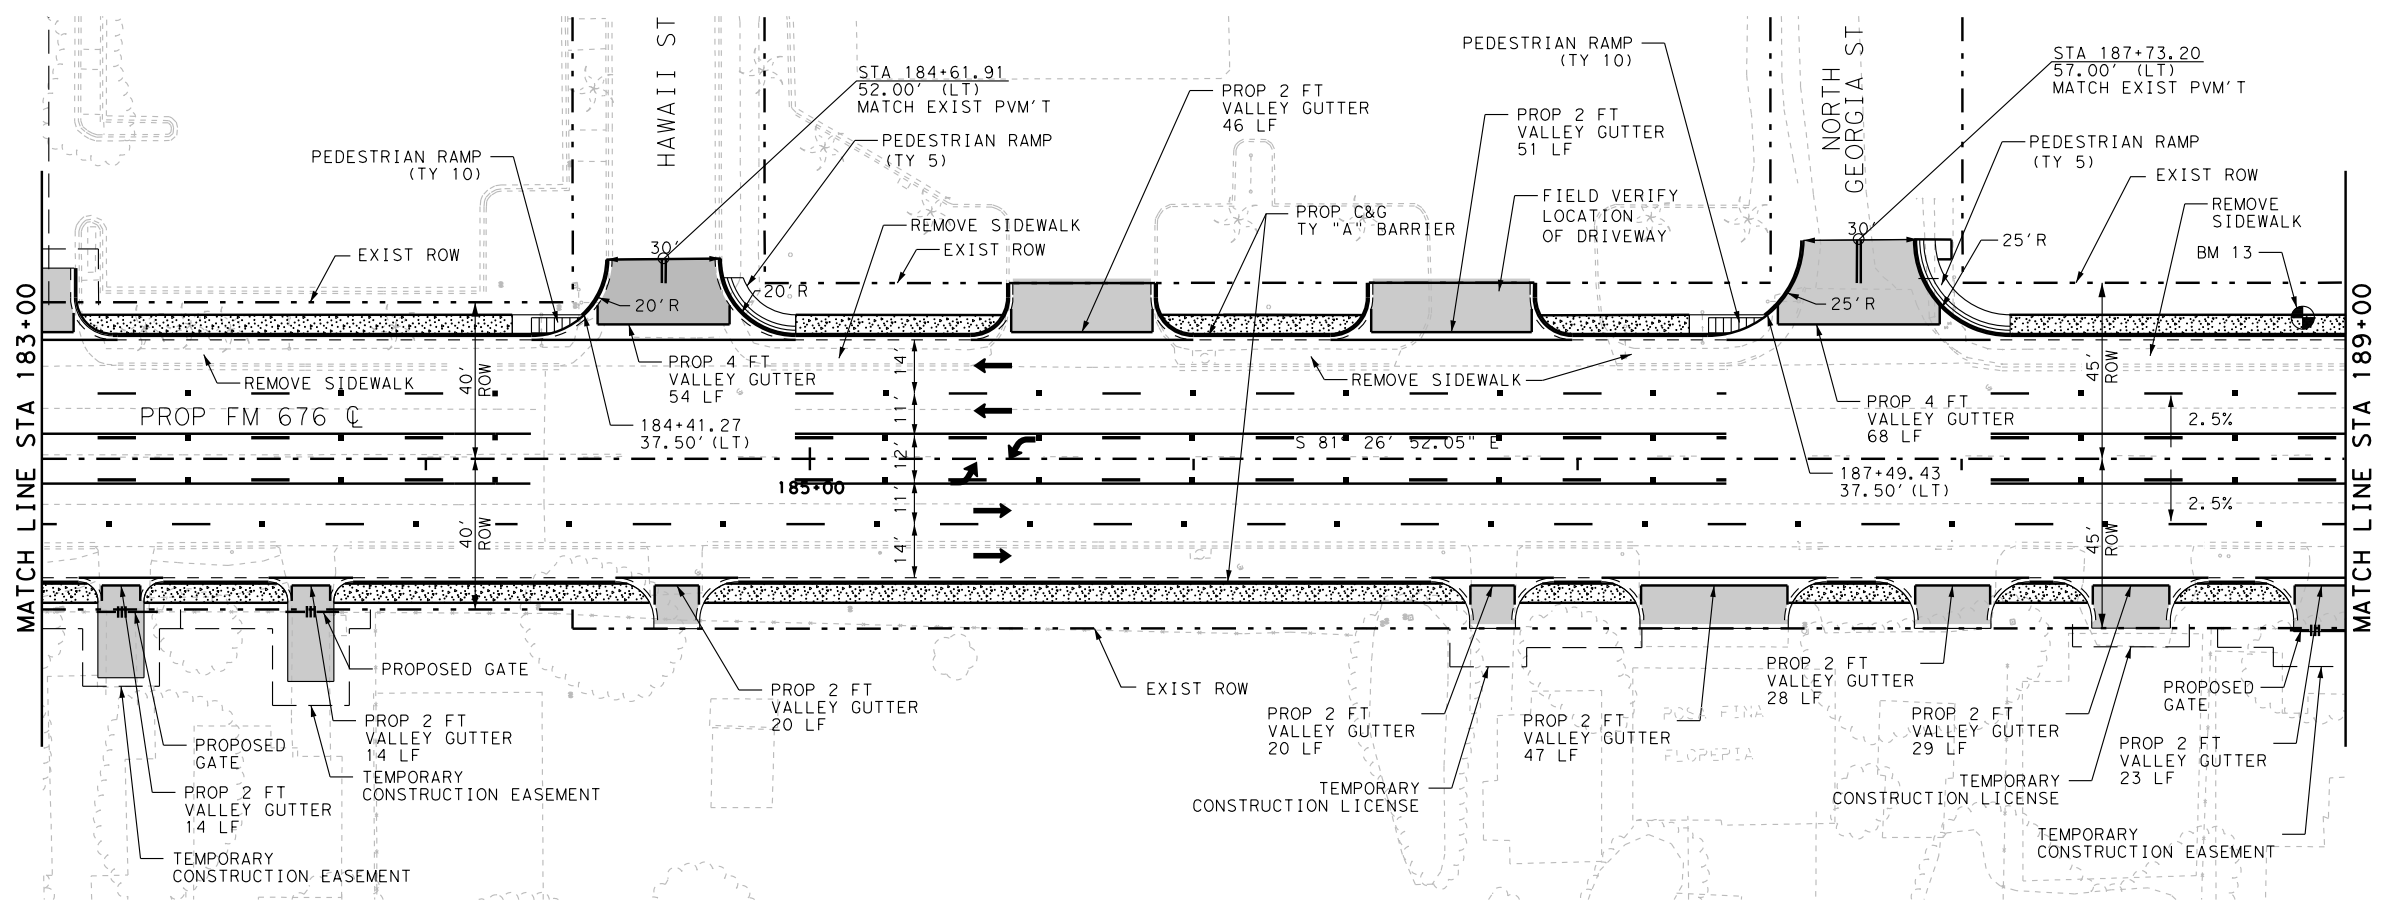 HAWAII ST
NORTH
GEORGIA ST
STA 184+61.91
52.00' (LT)
MATCH EXIST PVM'T
PEDESTRIAN RAMP
(TY 10)
PEDESTRIAN RAMP
(TY 5)
PROP 2 FT
VALLEY GUTTER
46 LF
PROP 2 FT
VALLEY GUTTER
51 LF
PEDESTRIAN RAMP
(TY 10)
STA 187+73.20
57.00' (LT)
MATCH EXIST PVM'T
PEDESTRIAN RAMP
(TY 5)
EXIST ROW
REMOVE
SIDEWALK
BM 13
FIELD VERIFY
LOCATION
OF DRIVEWAY
PROP C&G
TY "A" BARRIER
REMOVE SIDEWALK
EXIST ROW
EXIST ROW
30'
30'
25'R
25'R
20'R
20'R
MATCH LINE STA 183+00
MATCH LINE STA 189+00
REMOVE SIDEWALK
PROP FM 676 ℄
40'
ROW
40'
ROW
PROP 4 FT
VALLEY GUTTER
54 LF
184+41.27
37.50' (LT)
185+00
14'
11'
12'
11'
14'
REMOVE SIDEWALK
S 81° 26' 52.05" E
PROP 4 FT
VALLEY GUTTER
68 LF
187+49.43
37.50' (LT)
45'
ROW
45'
ROW
2.5%
2.5%
PROPOSED GATE
PROP 2 FT
VALLEY GUTTER
14 LF
PROPOSED
GATE
TEMPORARY
CONSTRUCTION EASEMENT
PROP 2 FT
VALLEY GUTTER
14 LF
TEMPORARY
CONSTRUCTION EASEMENT
PROP 2 FT
VALLEY GUTTER
20 LF
EXIST ROW
PROP 2 FT
VALLEY GUTTER
20 LF
TEMPORARY
CONSTRUCTION LICENSE
PROP 2 FT
VALLEY GUTTER
47 LF
PROP 2 FT
VALLEY GUTTER
28 LF
PROP 2 FT
VALLEY GUTTER
29 LF
TEMPORARY
CONSTRUCTION LICENSE
PROPOSED
GATE
PROP 2 FT
VALLEY GUTTER
23 LF
TEMPORARY
CONSTRUCTION EASEMENT